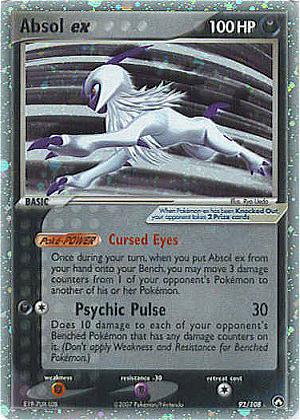 Absol ex 100 HP
Illus. Ryo Ueda
BASIC
When Pokémon-ex has been Knocked Out,
your opponent takes 2 Prize cards.
Poké-POWER Cursed Eyes
Once during your turn, when you put Absol ex from
your hand onto your Bench, you may move 3 damage
counters from 1 of your opponent's Pokémon to
another of his or her Pokémon.
Psychic Pulse 30
Does 10 damage to each of your opponent's
Benched Pokémon that has any damage counters
on it. (Don't apply Weakness and Resistance for Benched
Pokémon.)
weakness resistance -30 retreat cost
©2007 Pokémon/Nintendo 92/108